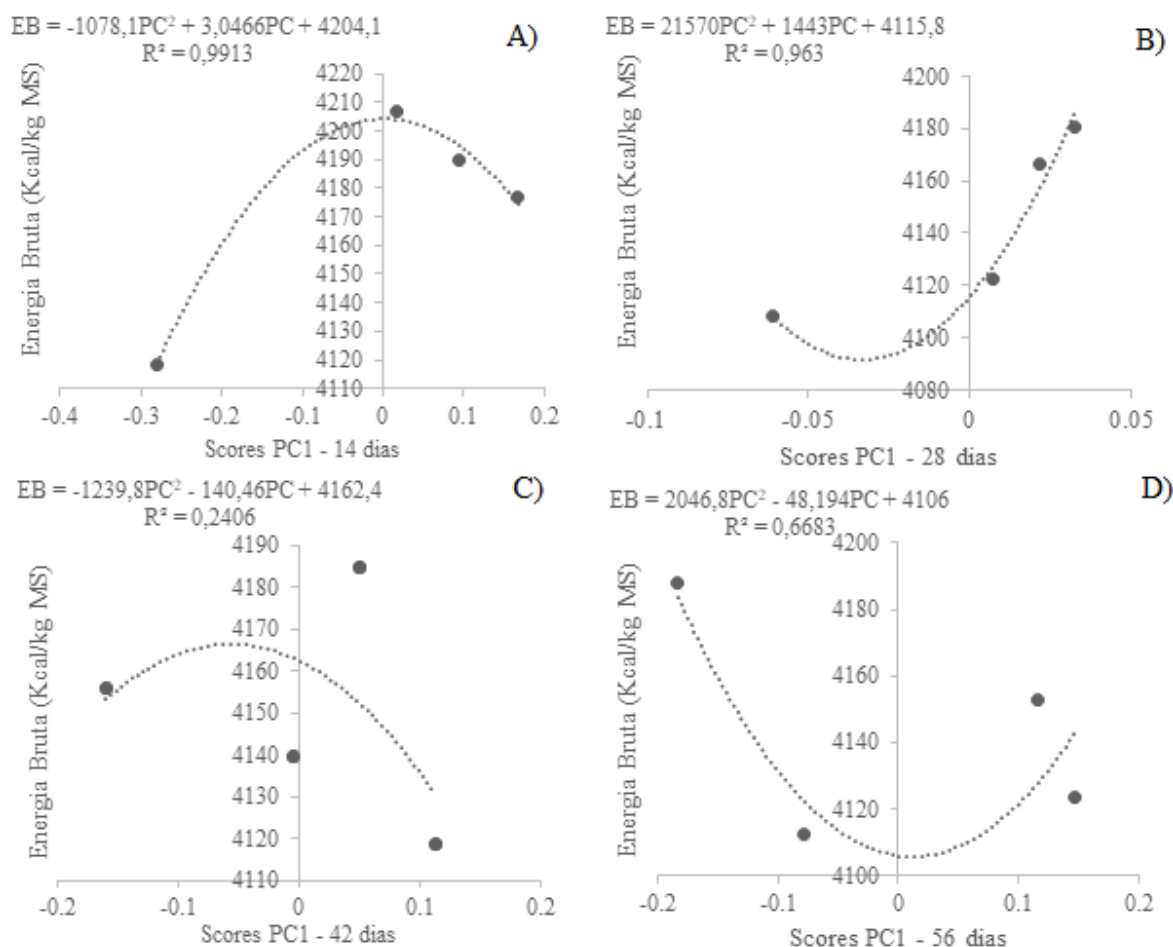 EB = -1078,1PC² + 3,0466PC + 4204,1
R² = 0,9913
A)
Energia Bruta (Kcal/kg MS)
4220
4210
4200
4190
4180
4170
4160
4150
4140
4130
4120
4110
-0.4 -0.3 -0.2 -0.1 0 0.1 0.2
Scores PC1 - 14 dias
EB = 21570PC² + 1443PC + 4115,8
R² = 0,963
B)
Energia Bruta (Kcal/kg MS)
4200
4180
4160
4140
4120
4100
4080
-0.1 -0.05 0 0.05
Scores PC1 - 28 dias
EB = -1239,8PC² - 140,46PC + 4162,4
R² = 0,2406
C)
Energia Bruta (Kcal/kg MS)
4190
4180
4170
4160
4150
4140
4130
4120
4110
-0.2 -0.1 0 0.1 0.2
Scores PC1 - 42 dias
EB = 2046,8PC² - 48,194PC + 4106
R² = 0,6683
D)
Energia Bruta (Kcal/kg MS)
4200
4180
4160
4140
4120
4100
-0.2 -0.1 0 0.1 0.2
Scores PC1 - 56 dias